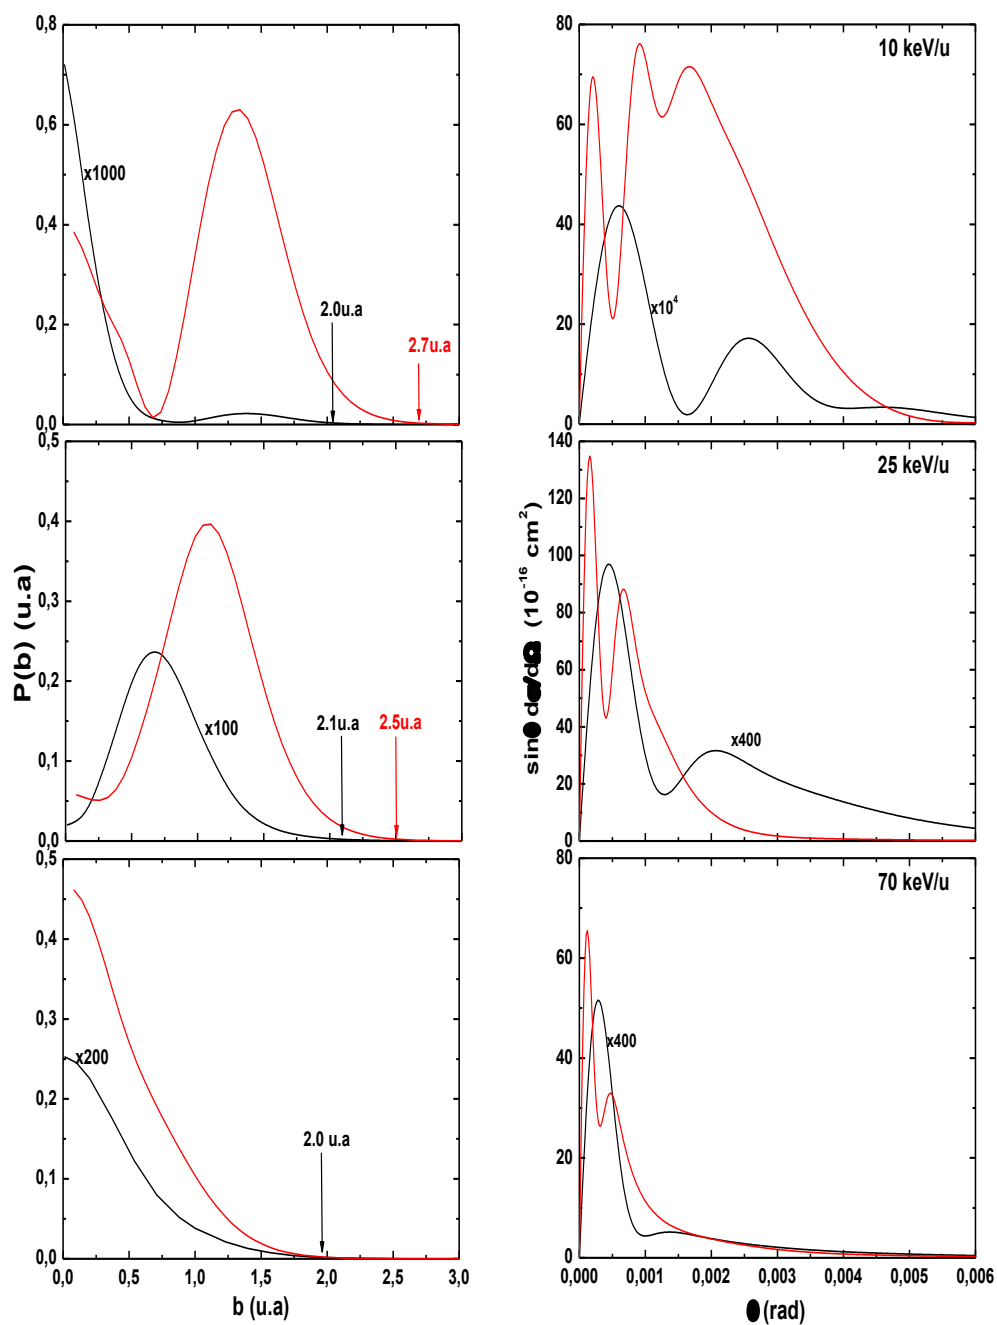 0,8
0,6
0,4
0,2
0,0
x1000
2.0u.a
2.7u.a
80
60
40
20
0
10 keV/u
x10⁴
0,5
0,4
0,3
0,2
0,1
0,0
x100
2.1u.a
2.5u.a
P(b) (u.a)
140
120
100
80
60
40
20
0
25 keV/u
x400
sinθ dσ/dΩ (10⁻¹⁶ cm²)
0,5
0,4
0,3
0,2
0,1
0,0
x200
2.0 u.a
0,0 0,5 1,0 1,5 2,0 2,5 3,0
b (u.a)
80
60
40
20
0
70 keV/u
x400
0,000 0,001 0,002 0,003 0,004 0,005 0,006
θ (rad)